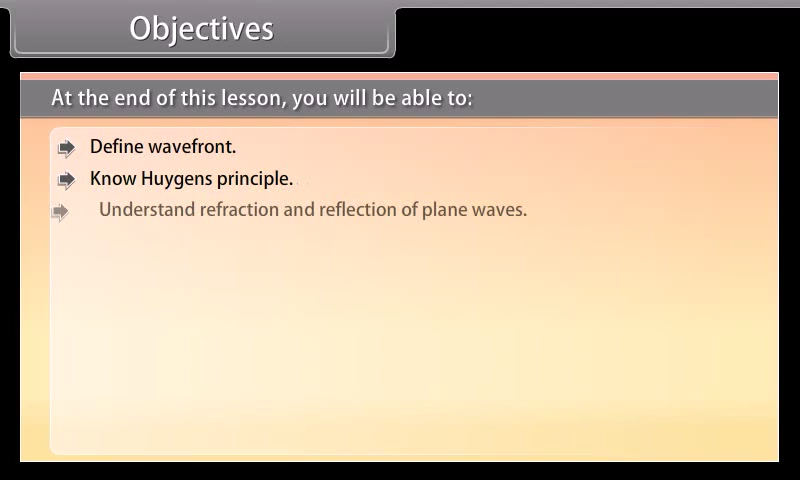 Objectives
At the end of this lesson, you will be able to:
Define wavefront.
Know Huygens principle.
Understand refraction and reflection of plane waves.